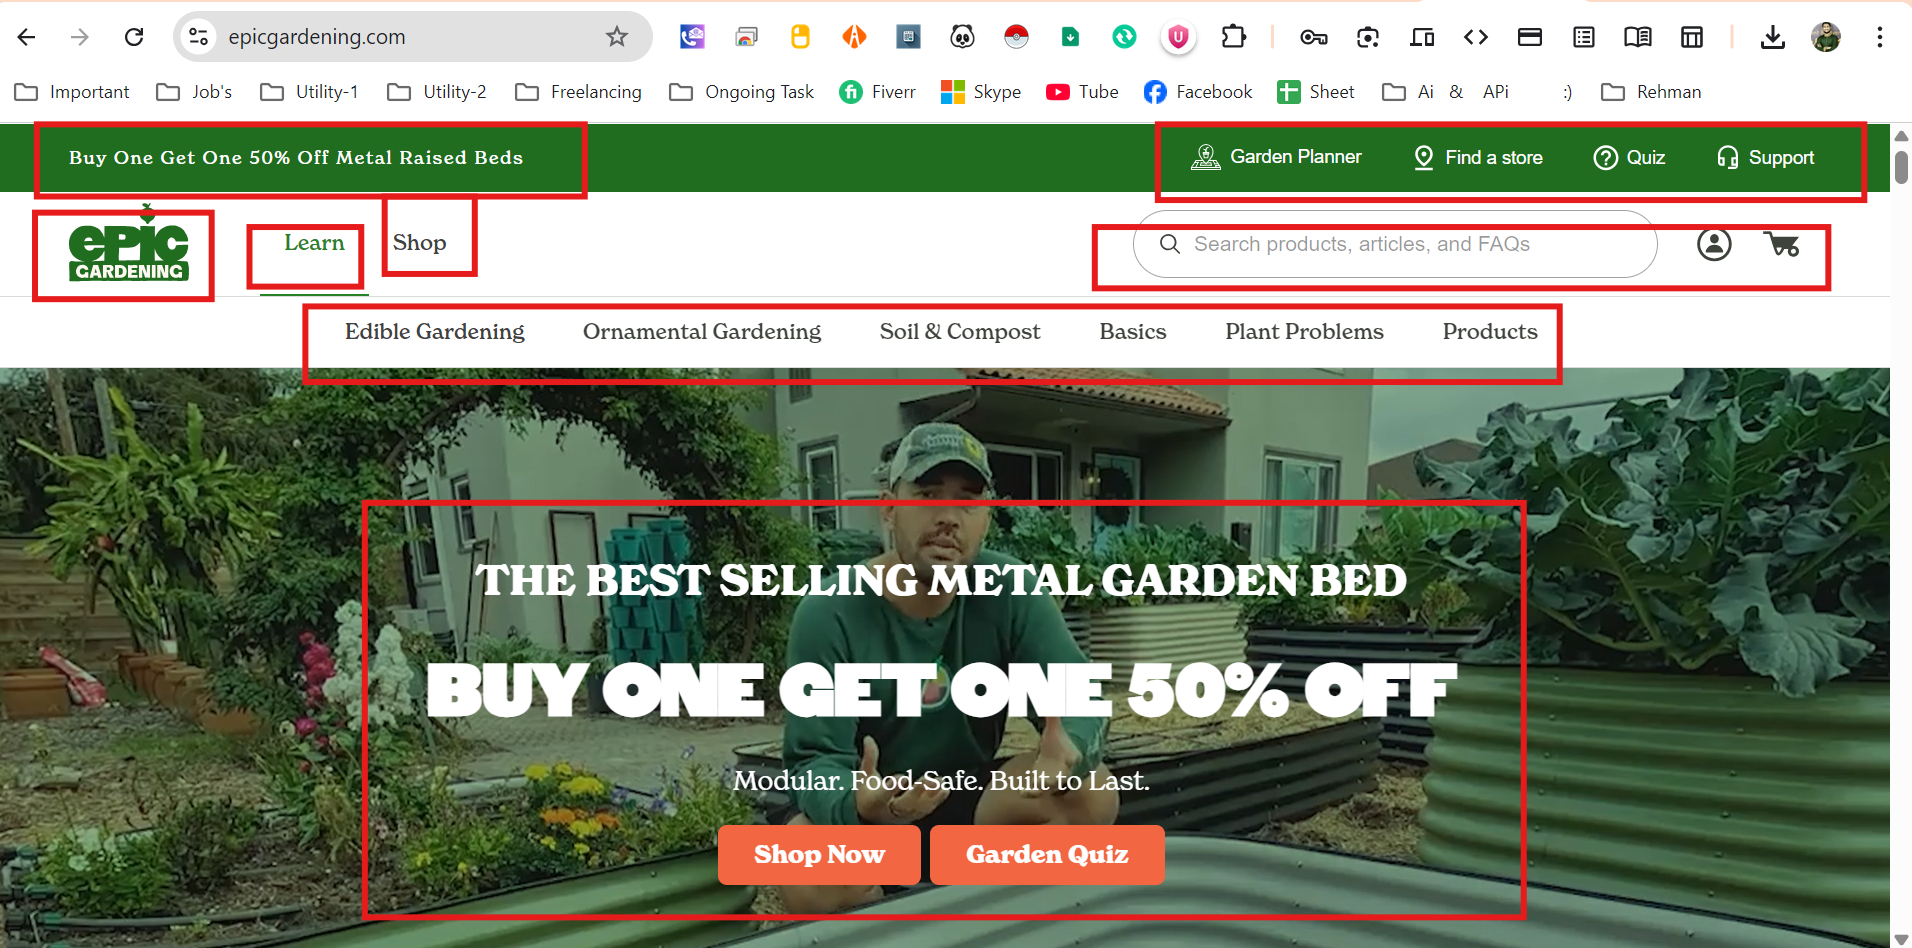 epicgardening.com
Important Job's Utility-1 Utility-2 Freelancing Ongoing Task Fiverr Skype Tube Facebook Sheet Ai & APi :) Rehman
Buy One Get One 50% Off Metal Raised Beds
Garden Planner Find a store Quiz Support
ePiC
GARDENING
Learn Shop
Search products, articles, and FAQs
Edible Gardening Ornamental Gardening Soil & Compost Basics Plant Problems Products
THE BEST SELLING METAL GARDEN BED
BUY ONE GET ONE 50% OFF
Modular. Food-Safe. Built to Last.
Shop Now Garden Quiz